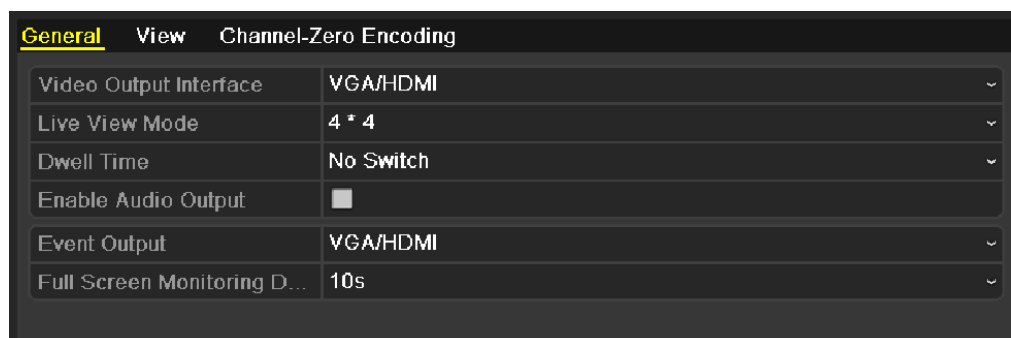 General View Channel-Zero Encoding
Video Output Interface VGA/HDMI
Live View Mode 4 * 4
Dwell Time No Switch
Enable Audio Output
Event Output VGA/HDMI
Full Screen Monitoring D... 10s